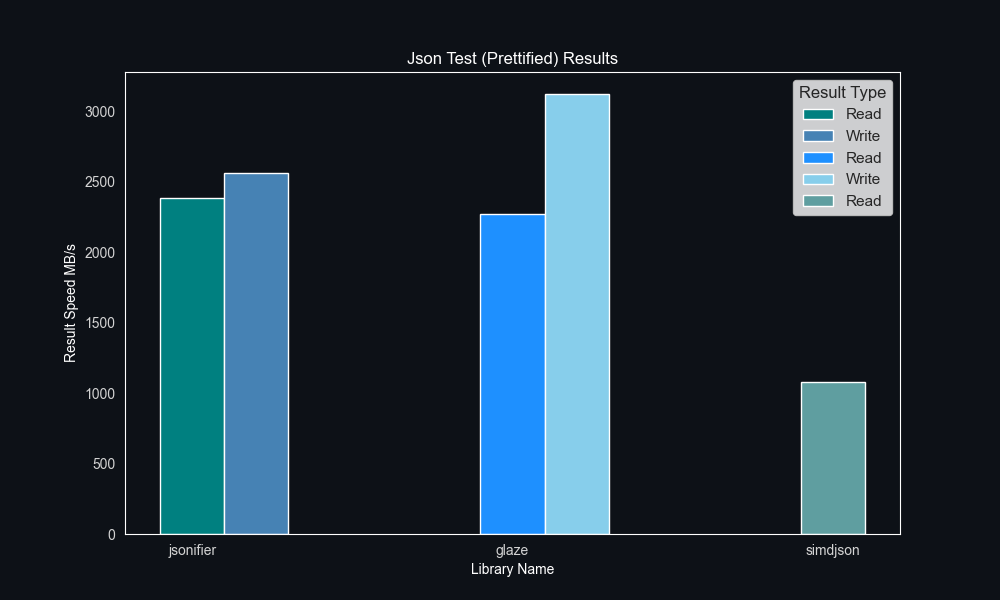 Json Test (Prettified) Results
Result Type
Read
Write
Read
Write
Read
3000
2500
2000
1500
1000
500
0
Result Speed MB/s
jsonifier
glaze
simdjson
Library Name